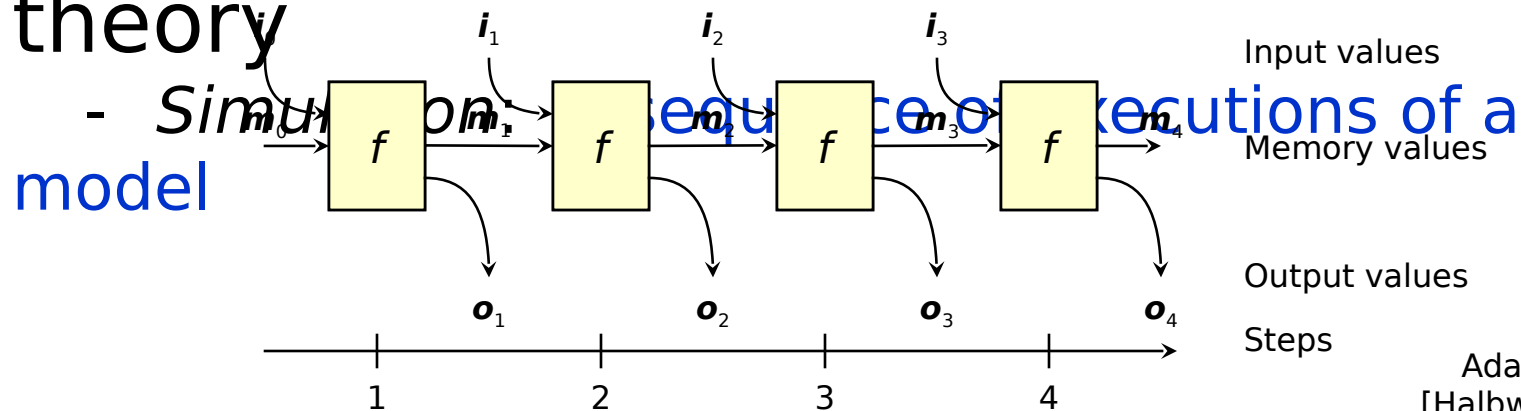 theory
i0 i1 i2 i3 Input values
- Simulation: sequence of executions of a
m0 m1 m2 m3 m4
f f f f Memory values
model
Output values
o1 o2 o3 o4
Steps
1 2 3 4